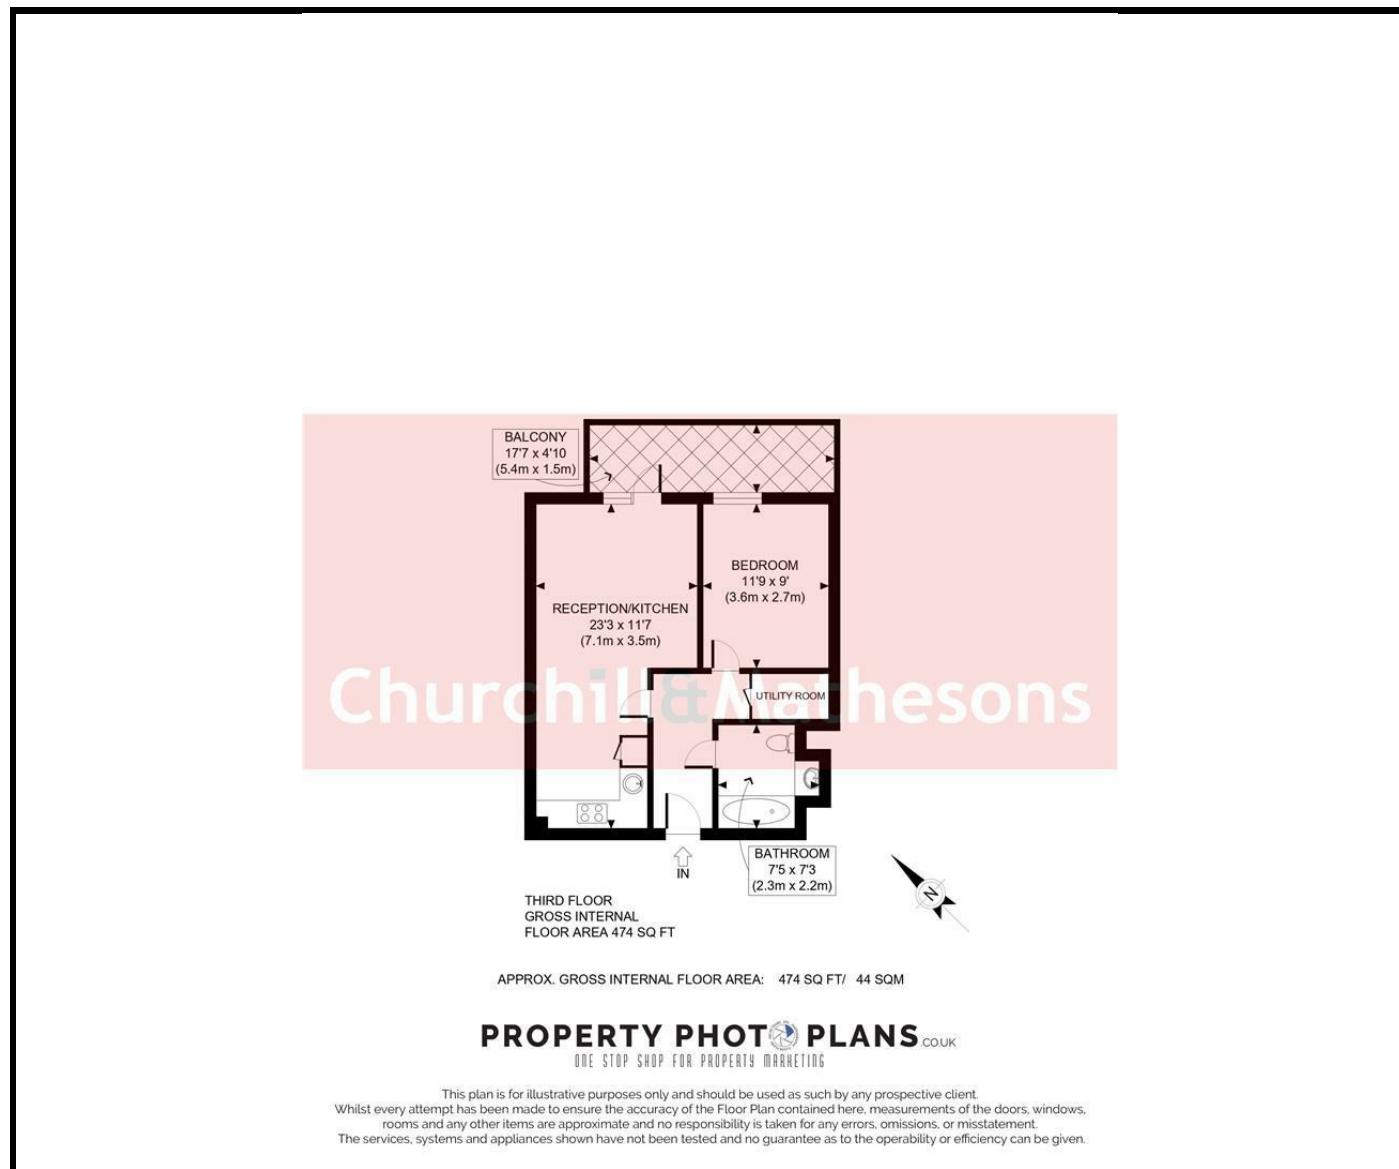 BALCONY
17'7 x 4'10
(5.4m x 1.5m)
BEDROOM
11'9 x 9'
(3.6m x 2.7m)
RECEPTION/KITCHEN
23'3 x 11'7
(7.1m x 3.5m)
Churchill&Mathesons
UTILITY ROOM
BATHROOM
7'5 x 7'3
(2.3m x 2.2m)
IN
N
THIRD FLOOR
GROSS INTERNAL
FLOOR AREA 474 SQ FT
APPROX. GROSS INTERNAL FLOOR AREA: 474 SQ FT/ 44 SQM
PROPERTY PHOTO PLANS.CO.UK
ONE STOP SHOP FOR PROPERTY MARKETING
This plan is for illustrative purposes only and should be used as such by any prospective client.
Whilst every attempt has been made to ensure the accuracy of the Floor Plan contained here, measurements of the doors, windows,
rooms and any other items are approximate and no responsibility is taken for any errors, omissions, or misstatement.
The services, systems and appliances shown have not been tested and no guarantee as to the operability or efficiency can be given.